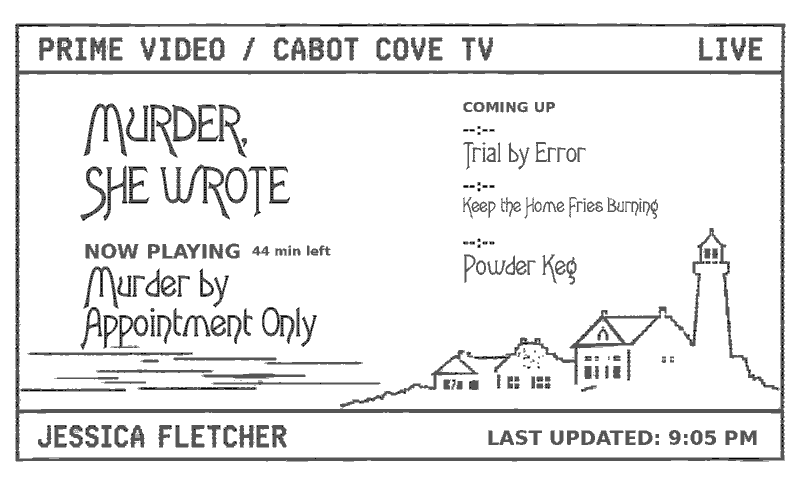 PRIME VIDEO / CABOT COVE TV
LIVE
MURDER,
SHE WROTE
NOW PLAYING 44 min left
Murder by
Appointment Only
COMING UP
--:--
Trial by Error
--:--
Keep the Home Fries Burning
--:--
Powder Keg
JESSICA FLETCHER
LAST UPDATED: 9:05 PM